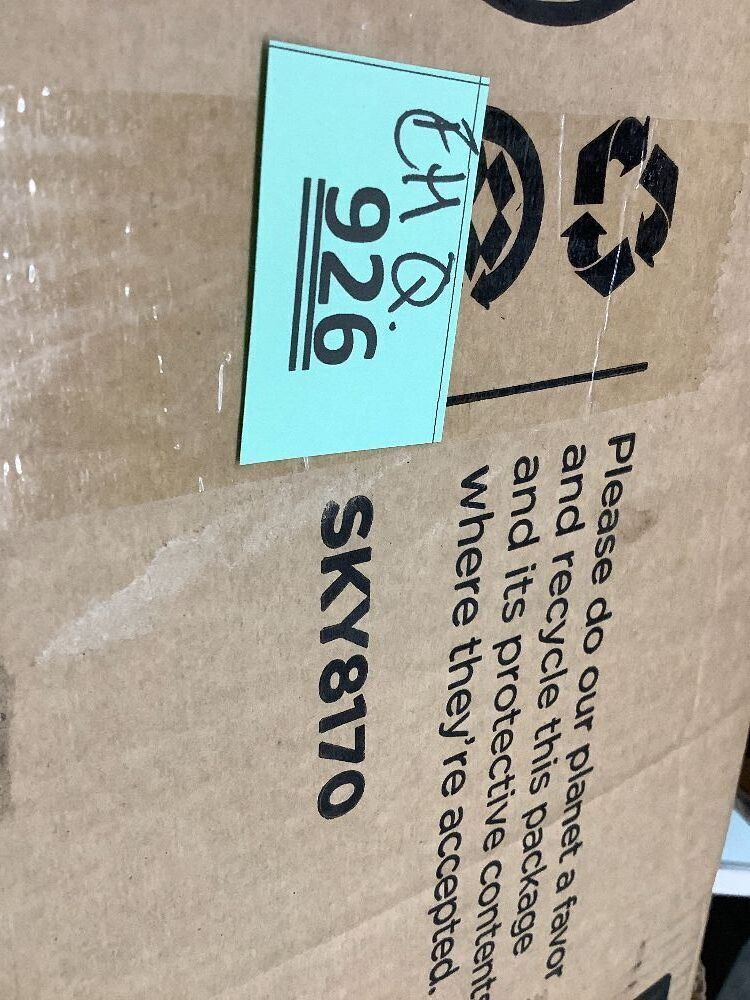 EHQ.
926
Please do our planet a favor
and recycle this package
and its protective contents
where they're accepted.
SKY8170